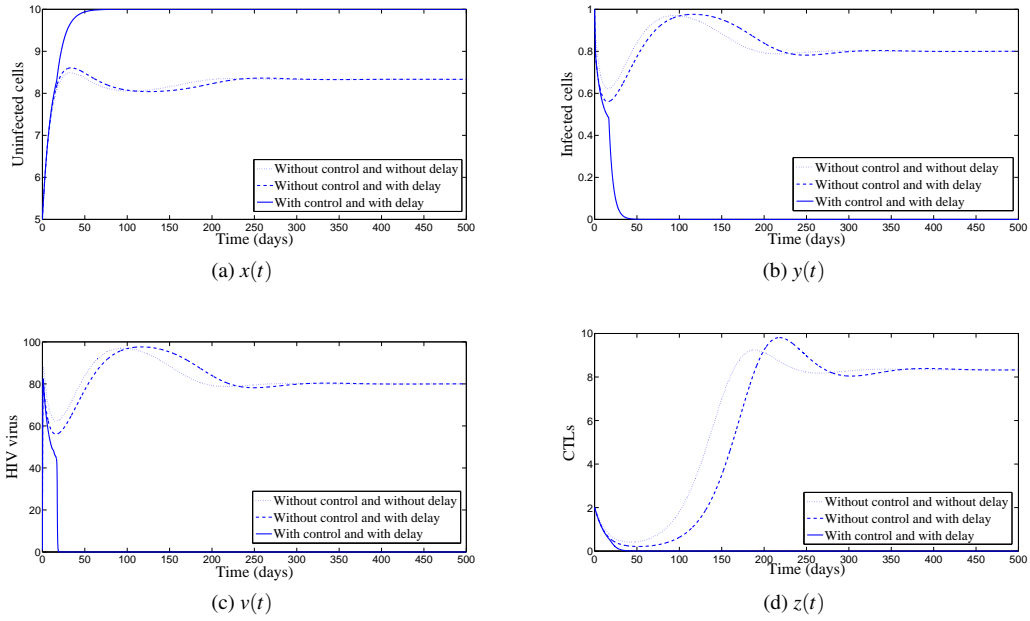 10
9
8
7
6
5
Uninfected cells
0 50 100 150 200 250 300 350 400 450 500
Time (days)
Without control and without delay
Without control and with delay
With control and with delay
(a) x(t)
1
0.8
0.6
0.4
0.2
0
Infected cells
0 50 100 150 200 250 300 350 400 450 500
Time (days)
Without control and without delay
Without control and with delay
With control and with delay
(b) y(t)
100
80
60
40
20
0
HIV virus
0 50 100 150 200 250 300 350 400 450 500
Time (days)
Without control and without delay
Without control and with delay
With control and with delay
(c) v(t)
10
8
6
4
2
0
CTLs
0 50 100 150 200 250 300 350 400 450 500
Time (days)
Without control and without delay
Without control and with delay
With control and with delay
(d) z(t)